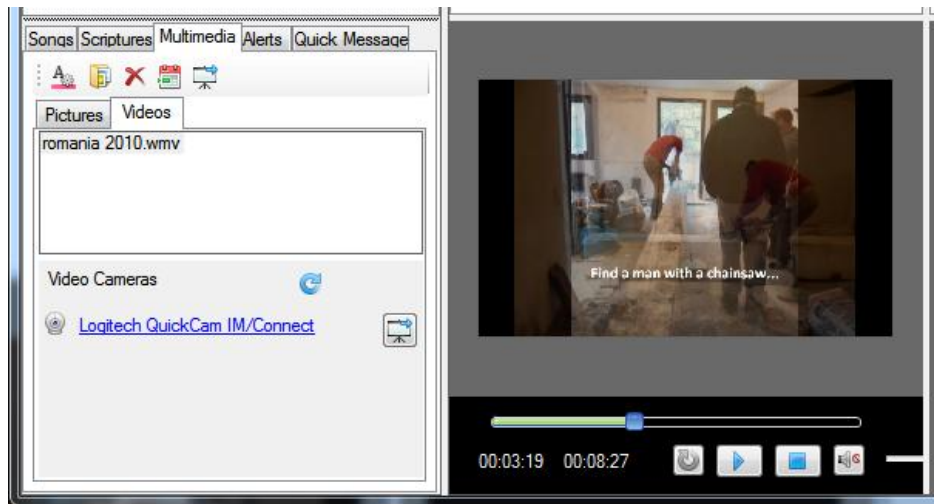 Songs Scriptures Multimedia Alerts Quick Message
Pictures Videos
romania 2010.wmv
Video Cameras
Logitech QuickCam IM/Connect
Find a man with a chainsaw...
00:03:19 00:08:27